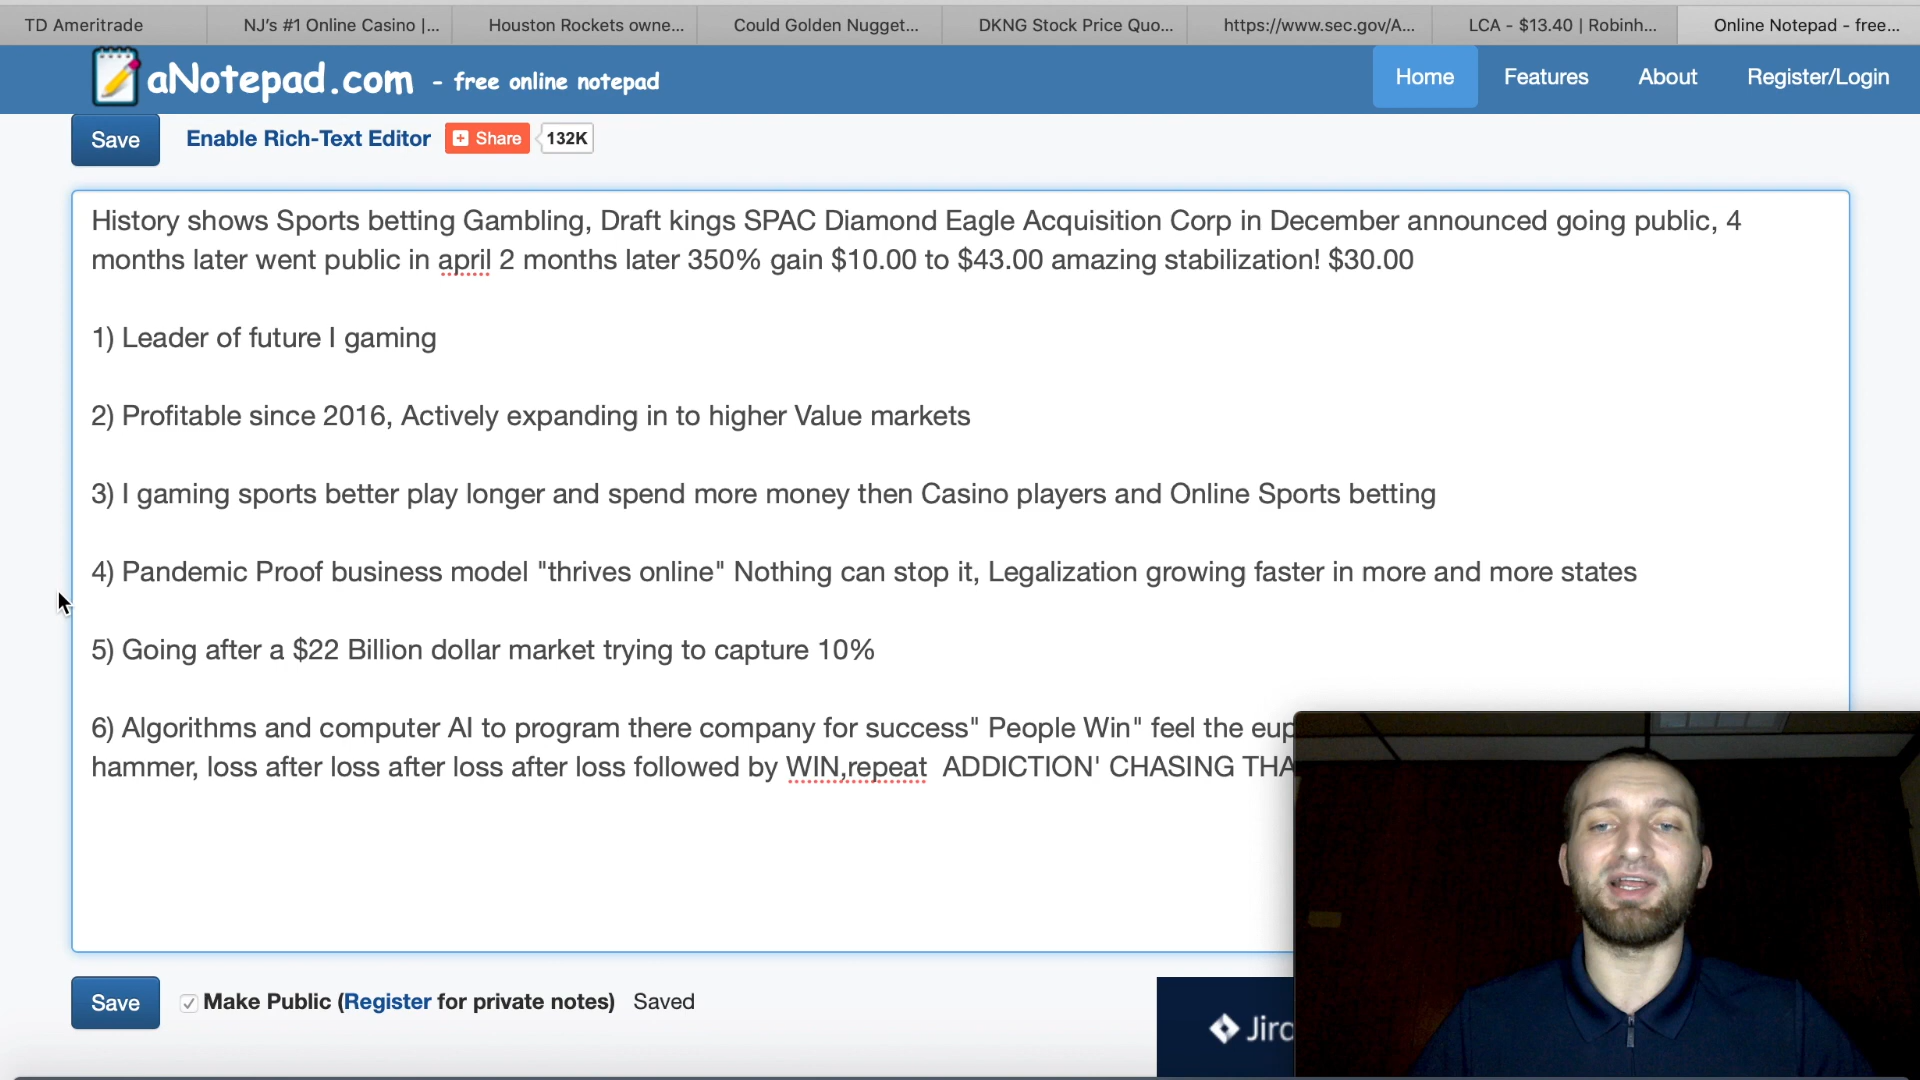 TD Ameritrade NJ's #1 Online Casino |... Houston Rockets owne... Could Golden Nugget... DKNG Stock Price Quo... https://www.sec.gov/A... LCA - $13.40 | Robinh... Online Notepad - free...
aNotepad.com - free online notepad Home Features About Register/Login
Save Enable Rich-Text Editor Share 132K
History shows Sports betting Gambling, Draft kings SPAC Diamond Eagle Acquisition Corp in December announced going public, 4
months later went public in april 2 months later 350% gain $10.00 to $43.00 amazing stabilization! $30.00
1) Leader of future I gaming
2) Profitable since 2016, Actively expanding in to higher Value markets
3) I gaming sports better play longer and spend more money then Casino players and Online Sports betting
4) Pandemic Proof business model "thrives online" Nothing can stop it, Legalization growing faster in more and more states
5) Going after a $22 Billion dollar market trying to capture 10%
6) Algorithms and computer AI to program there company for success" People Win" feel the eup
hammer, loss after loss after loss after loss followed by WIN,repeat ADDICTION' CHASING THA
Save Make Public (Register for private notes) Saved